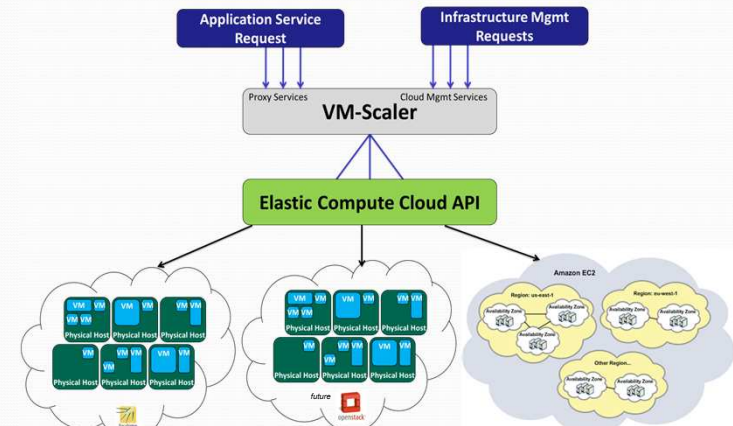 Application Service
Request
Infrastructure Mgmt
Requests
Proxy Services
Cloud Mgmt Services
VM-Scaler
Elastic Compute Cloud API
VM VM VM VM
Physical Host
VM VM
Physical Host
VM VM
Physical Host
VM
Physical Host
VM VM VM
Physical Host
VM VM
Physical Host
VM VM VM VM
Physical Host
VM VM
Physical Host
VM VM
Physical Host
VM
Physical Host
VM VM VM
Physical Host
VM VM
Physical Host
future
openstack
Amazon EC2
Region: us-east-1
Availability Zone
Availability Zone
Availability Zone
Region: eu-west-1
Availability Zone
Availability Zone
Other Region...
Availability Zone
Availability Zone